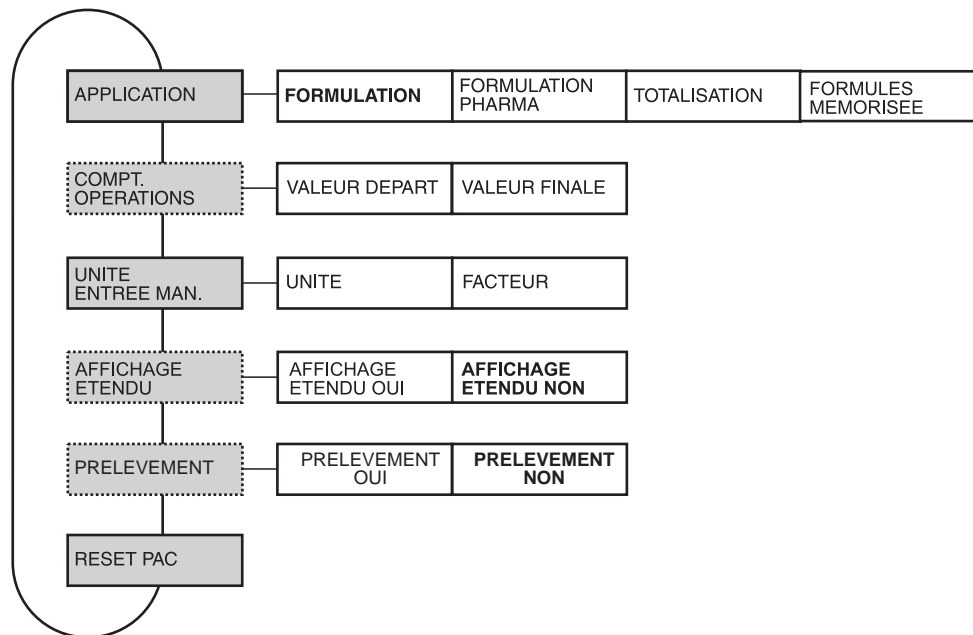 APPLICATION
FORMULATION
FORMULATION
PHARMA
TOTALISATION
FORMULES
MEMORISEE
COMPT.
OPERATIONS
VALEUR DEPART
VALEUR FINALE
UNITE
ENTREE MAN.
UNITE
FACTEUR
AFFICHAGE
ETENDU
AFFICHAGE
ETENDU OUI
AFFICHAGE
ETENDU NON
PRELEVEMENT
PRELEVEMENT
OUI
PRELEVEMENT
NON
RESET PAC